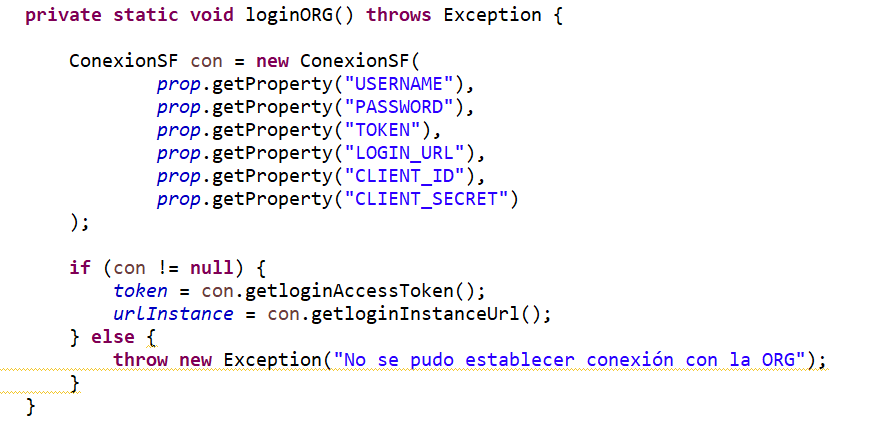 private static void loginORG() throws Exception {
ConexionSF con = new ConexionSF(
prop.getProperty("USERNAME"),
prop.getProperty("PASSWORD"),
prop.getProperty("TOKEN"),
prop.getProperty("LOGIN_URL"),
prop.getProperty("CLIENT_ID"),
prop.getProperty("CLIENT_SECRET")
);
if (con != null) {
token = con.getloginAccessToken();
urlInstance = con.getloginInstanceUrl();
} else {
throw new Exception("No se pudo establecer conexión con la ORG");
}
}